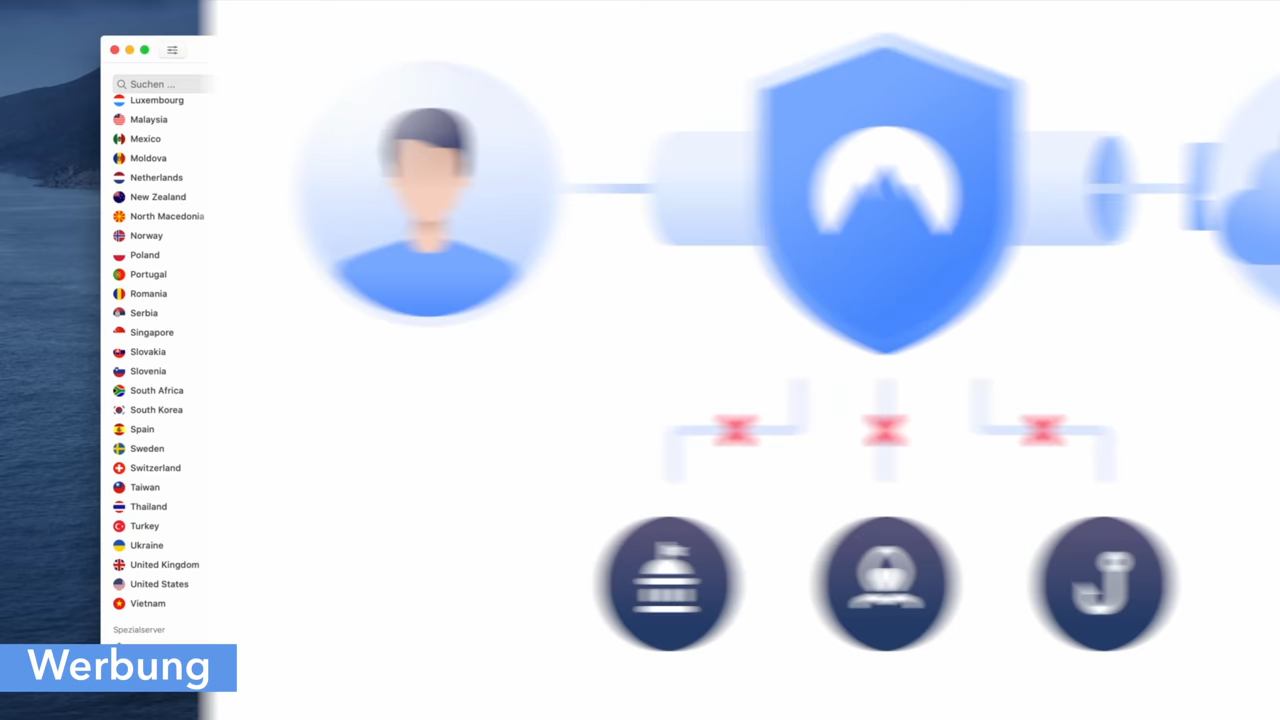 Suchen ...
Luxembourg
Malaysia
Mexico
Moldova
Netherlands
New Zealand
North Macedonia
Norway
Poland
Portugal
Romania
Serbia
Singapore
Slovakia
Slovenia
South Africa
South Korea
Spain
Sweden
Switzerland
Taiwan
Thailand
Turkey
Ukraine
United Kingdom
United States
Vietnam
Spezialserver
Werbung